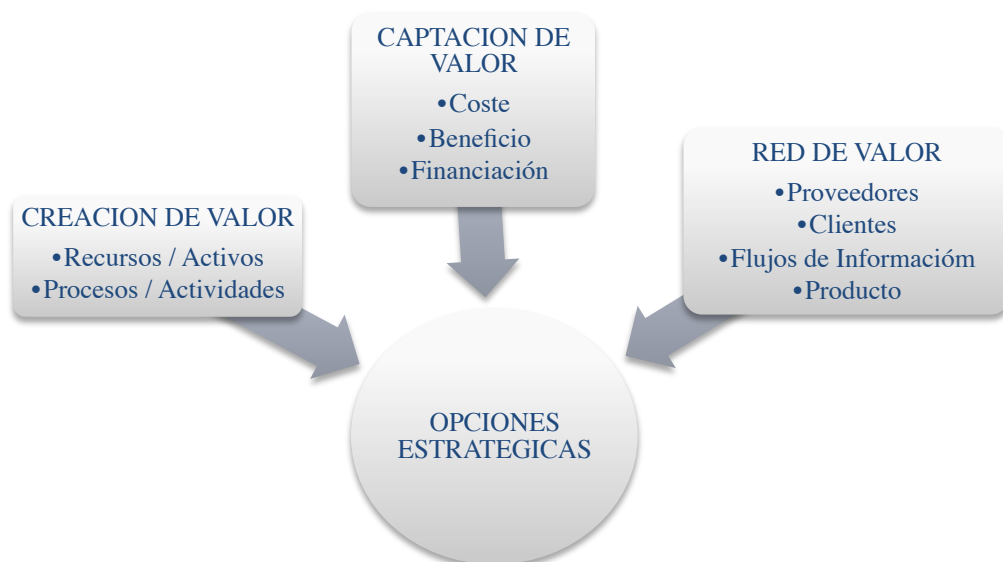 CAPTACION DE
VALOR
•Coste
•Beneficio
•Financiación
RED DE VALOR
•Proveedores
•Clientes
•Flujos de Informacióm
•Producto
CREACION DE VALOR
•Recursos / Activos
•Procesos / Actividades
OPCIONES
ESTRATEGICAS